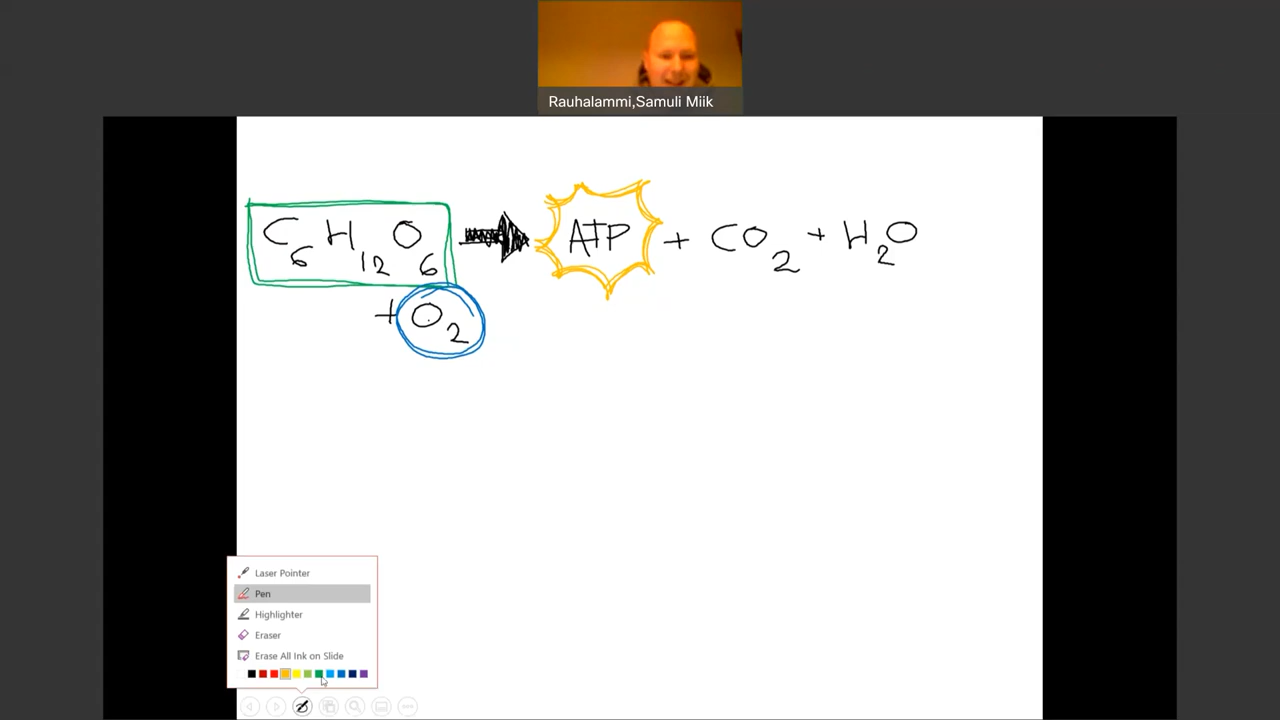 Rauhalammi,Samuli Miik
C6H12O6 → ATP + CO2 + H2O
+ O2
Laser Pointer
Pen
Highlighter
Eraser
Erase All Ink on Slide